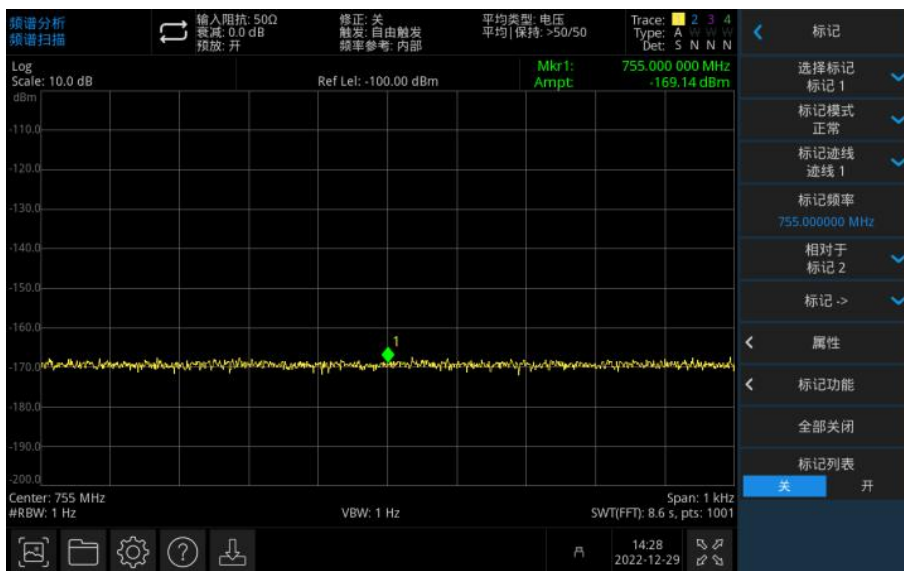 频谱分析
频谱扫描
输入阻抗: 50Ω
衰减: 0.0 dB
预放: 开
修正: 关
触发: 自由触发
频率参考: 内部
平均类型: 电压
平均|保持: >50/50
Trace: 1 2 3 4
Type: A W W W
Det: S N N N
Log
Scale: 10.0 dB
Ref Lel: -100.00 dBm
Mkr1: 755.000 000 MHz
Ampt: -169.14 dBm
dBm
-110.0
-120.0
-130.0
-140.0
-150.0
-160.0
1
-170.0
-180.0
-190.0
-200.0
Center: 755 MHz
Span: 1 kHz
#RBW: 1 Hz
VBW: 1 Hz
SWT(FFT): 8.6 s, pts: 1001
14:28
2022-12-29
标记
选择标记
标记 1
标记模式
正常
标记迹线
迹线 1
标记频率
755.000000 MHz
相对于
标记 2
标记 ->
属性
标记功能
全部关闭
标记列表
关 开